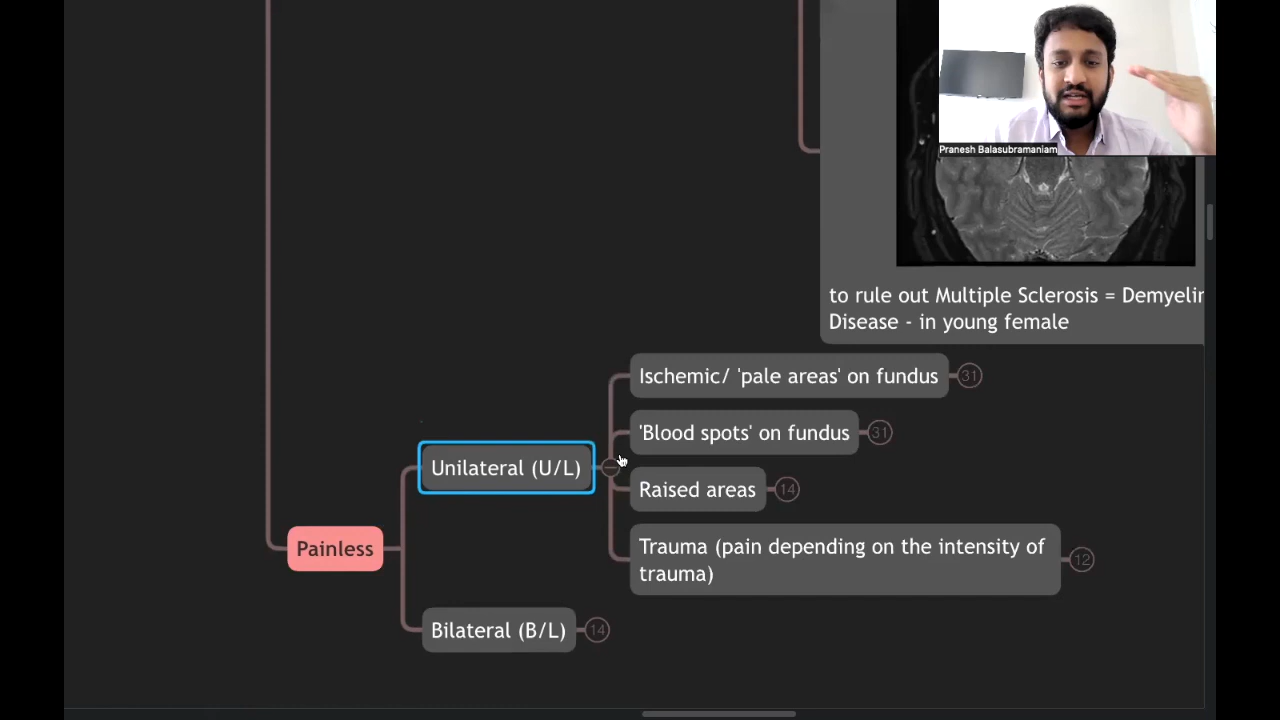 Pranesh Balasubramaniam
to rule out Multiple Sclerosis = Demyelin
Disease - in young female
Ischemic/ 'pale areas' on fundus
31
'Blood spots' on fundus
31
Unilateral (U/L)
Raised areas
14
Trauma (pain depending on the intensity of
trauma)
12
Painless
Bilateral (B/L)
14